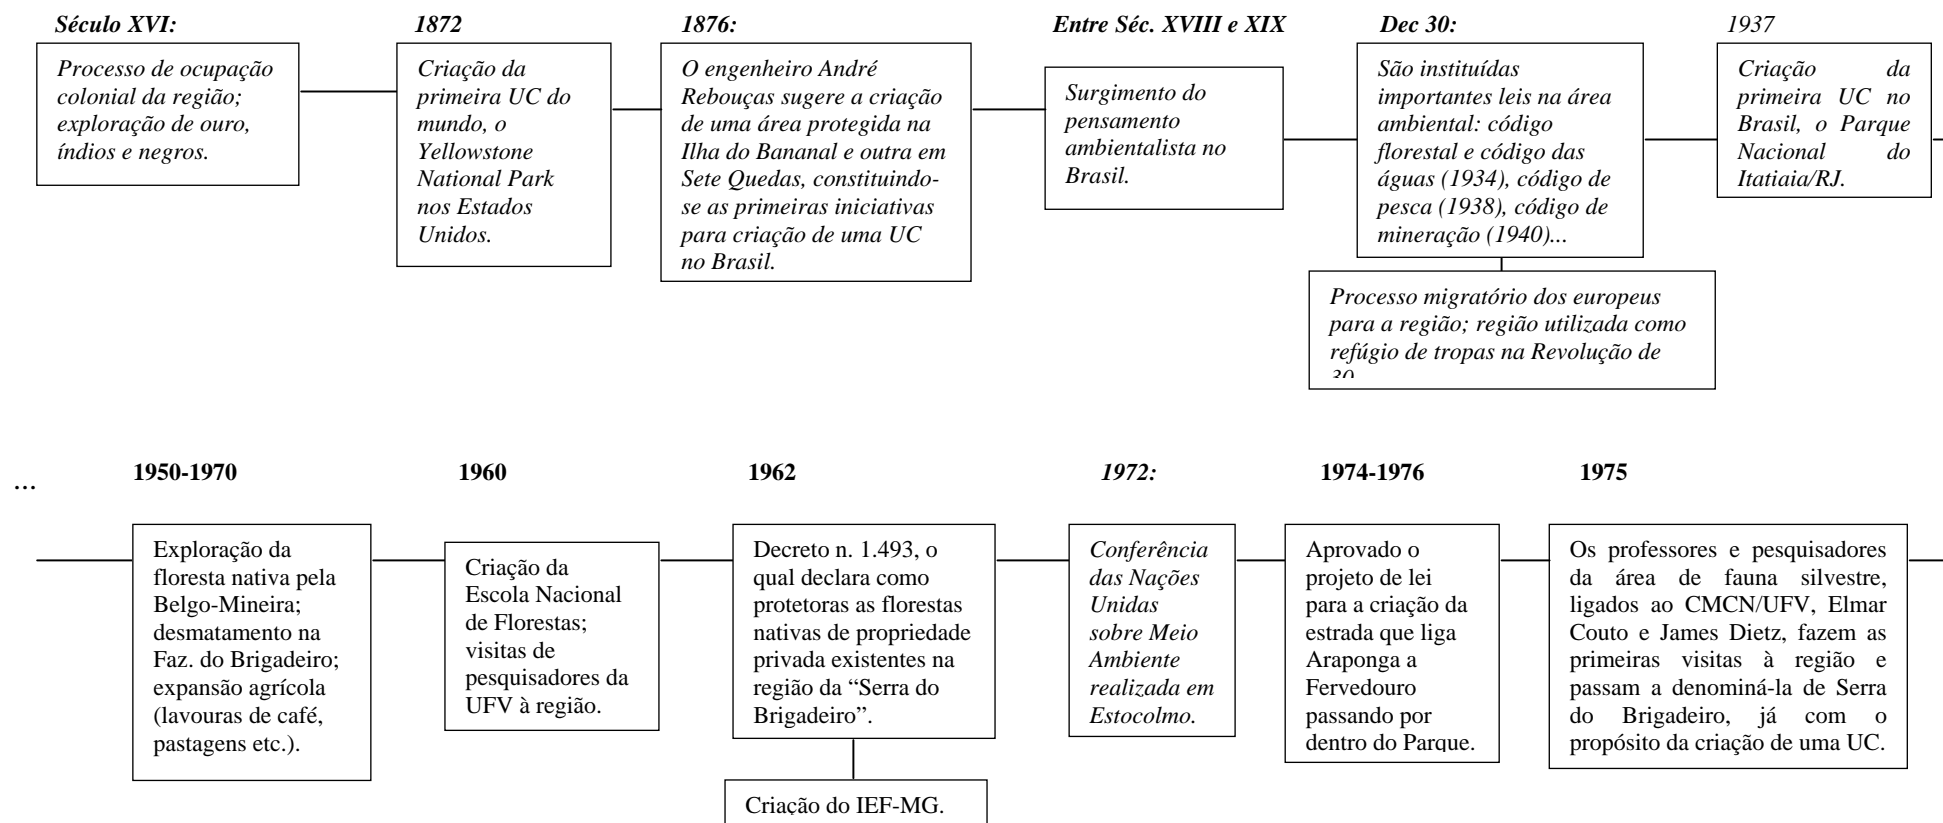 Século XVI:
Processo de ocupação
colonial da região;
exploração de ouro,
índios e negros.
1872
Criação da
primeira UC do
mundo, o
Yellowstone
National Park
nos Estados
Unidos.
1876:
O engenheiro André
Rebouças sugere a criação
de uma área protegida na
Ilha do Bananal e outra em
Sete Quedas, constituindo-
se as primeiras iniciativas
para criação de uma UC
no Brasil.
Entre Séc. XVIII e XIX
Surgimento do
pensamento
ambientalista no
Brasil.
Dec 30:
São instituídas
importantes leis na área
ambiental: código
florestal e código das
águas (1934), código de
pesca (1938), código de
mineração (1940)...
Processo migratório dos europeus
para a região; região utilizada como
refúgio de tropas na Revolução de
30
1937
Criação da
primeira UC no
Brasil, o Parque
Nacional do
Itatiaia/RJ.
...
1950-1970
Exploração da
floresta nativa pela
Belgo-Mineira;
desmatamento na
Faz. do Brigadeiro;
expansão agrícola
(lavouras de café,
pastagens etc.).
1960
Criação da
Escola Nacional
de Florestas;
visitas de
pesquisadores da
UFV à região.
1962
Decreto n. 1.493, o
qual declara como
protetoras as florestas
nativas de propriedade
privada existentes na
região da “Serra do
Brigadeiro”.
Criação do IEF-MG.
1972:
Conferência
das Nações
Unidas
sobre Meio
Ambiente
realizada em
Estocolmo.
1974-1976
Aprovado o
projeto de lei
para a criação da
estrada que liga
Araponga a
Fervedouro
passando por
dentro do Parque.
1975
Os professores e pesquisadores
da área de fauna silvestre,
ligados ao CMCN/UFV, Elmar
Couto e James Dietz, fazem as
primeiras visitas à região e
passam a denominá-la de Serra
do Brigadeiro, já com o
propósito da criação de uma UC.